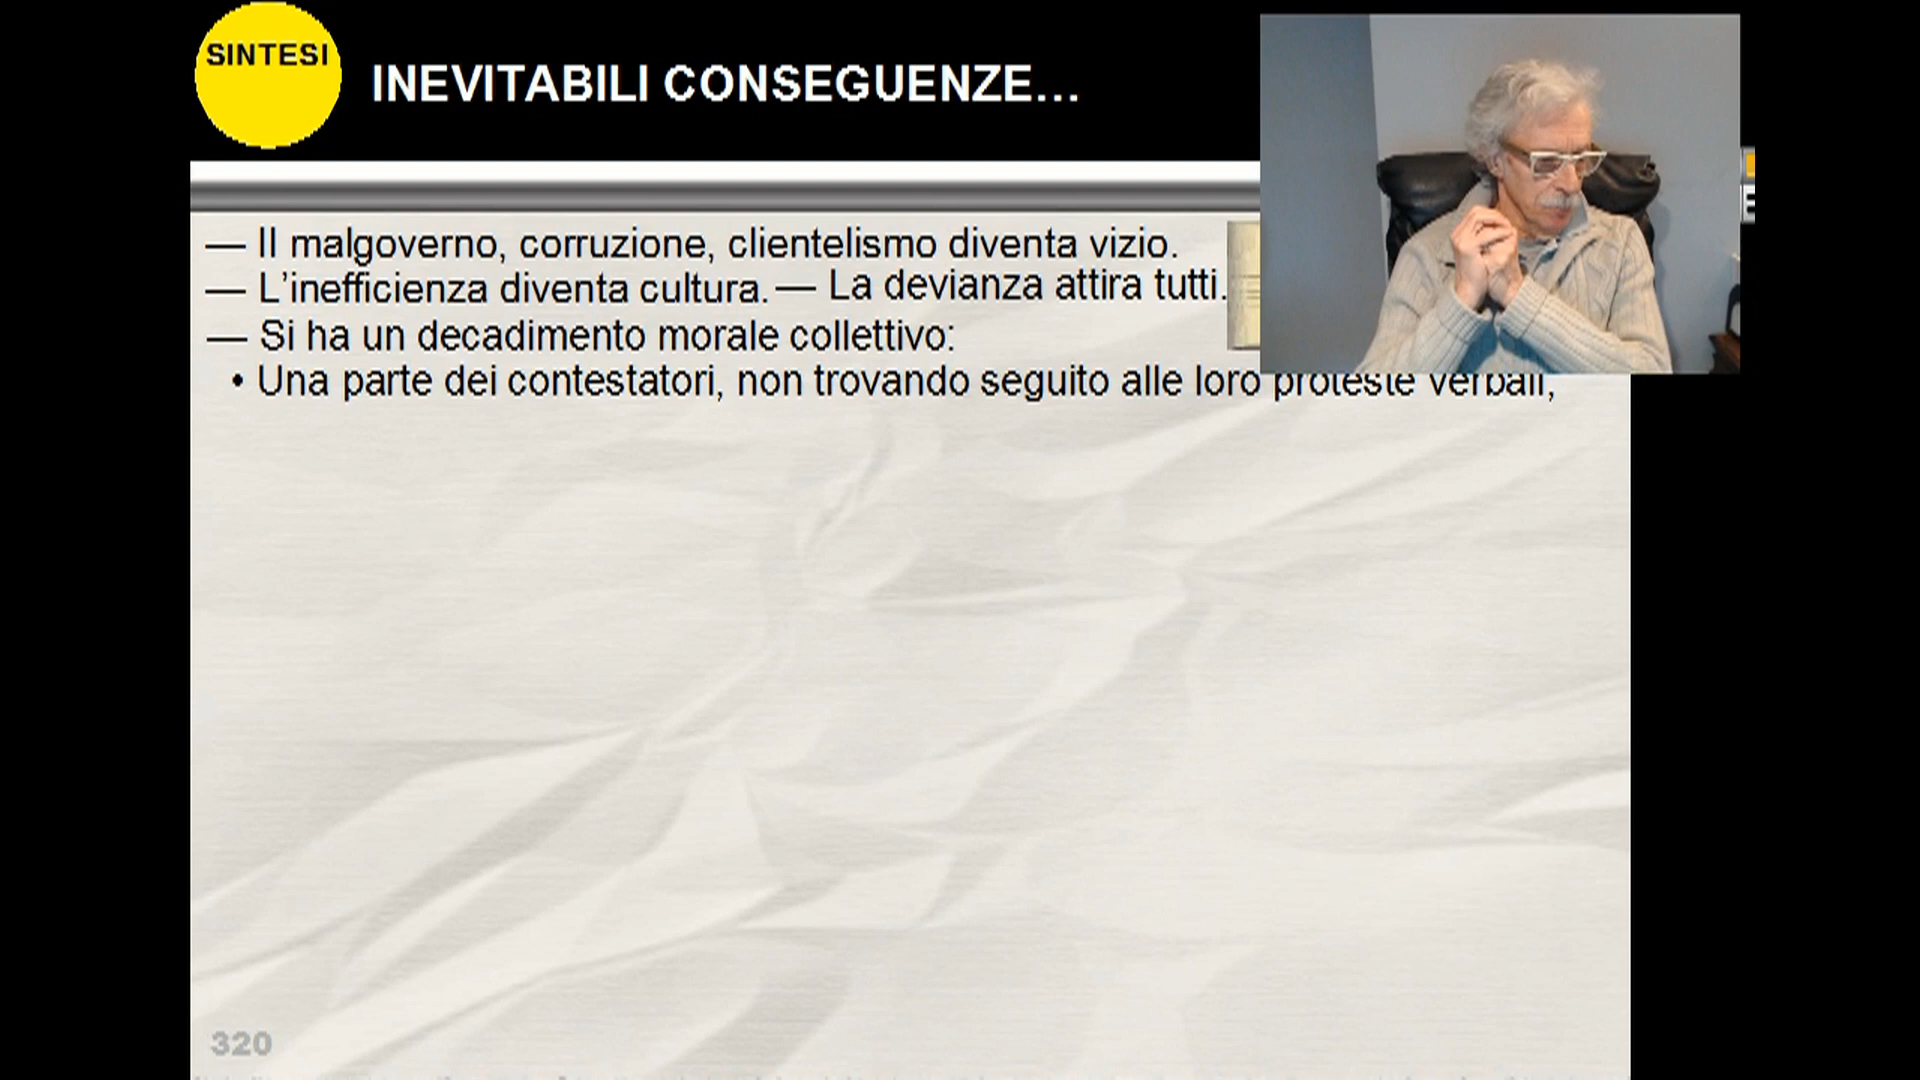 SINTESI
INEVITABILI CONSEGUENZE...
— Il malgoverno, corruzione, clientelismo diventa vizio.
— L'inefficienza diventa cultura. — La devianza attira tutti.
— Si ha un decadimento morale collettivo:
• Una parte dei contestatori, non trovando seguito alle loro proteste verbali,
320